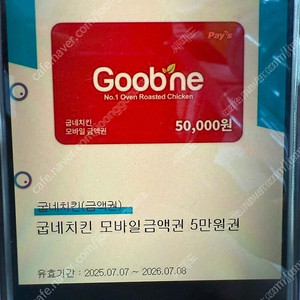 Pay's
Goobne
No.1 Oven Roasted Chicken
굽네치킨
모바일 금액권
50,000원
굽네치킨(금액권)
굽네치킨 모바일금액권 5만원권
유효기간 : 2025.07.07 ~ 2026.07.08